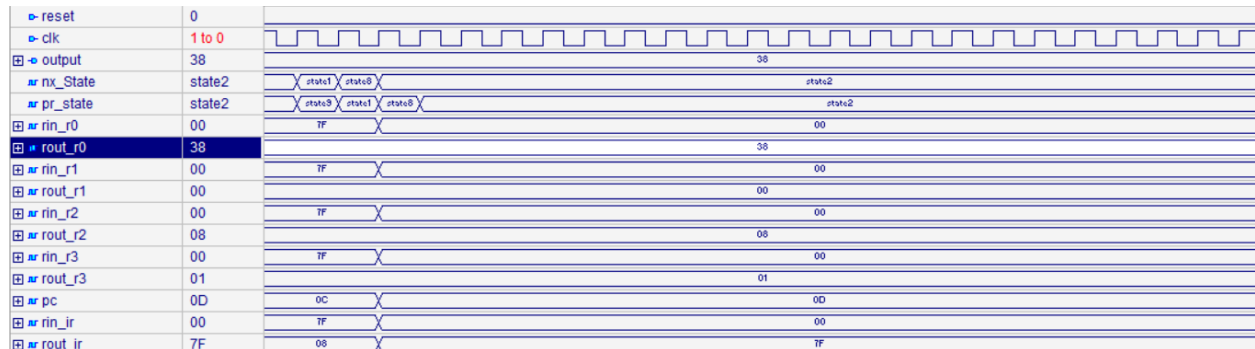 reset 0
clk 1 to 0
output 38 38
nx_State state2 state1 state8 state2
pr_state state2 state9 state1 state8 state2
rin_r0 00 7F 00
rout_r0 38 38
rin_r1 00 7F 00
rout_r1 00 00
rin_r2 00 7F 00
rout_r2 08 08
rin_r3 00 7F 00
rout_r3 01 01
pc 0D 0C 0D
rin_ir 00 7F 00
rout_ir 7F 08 7F